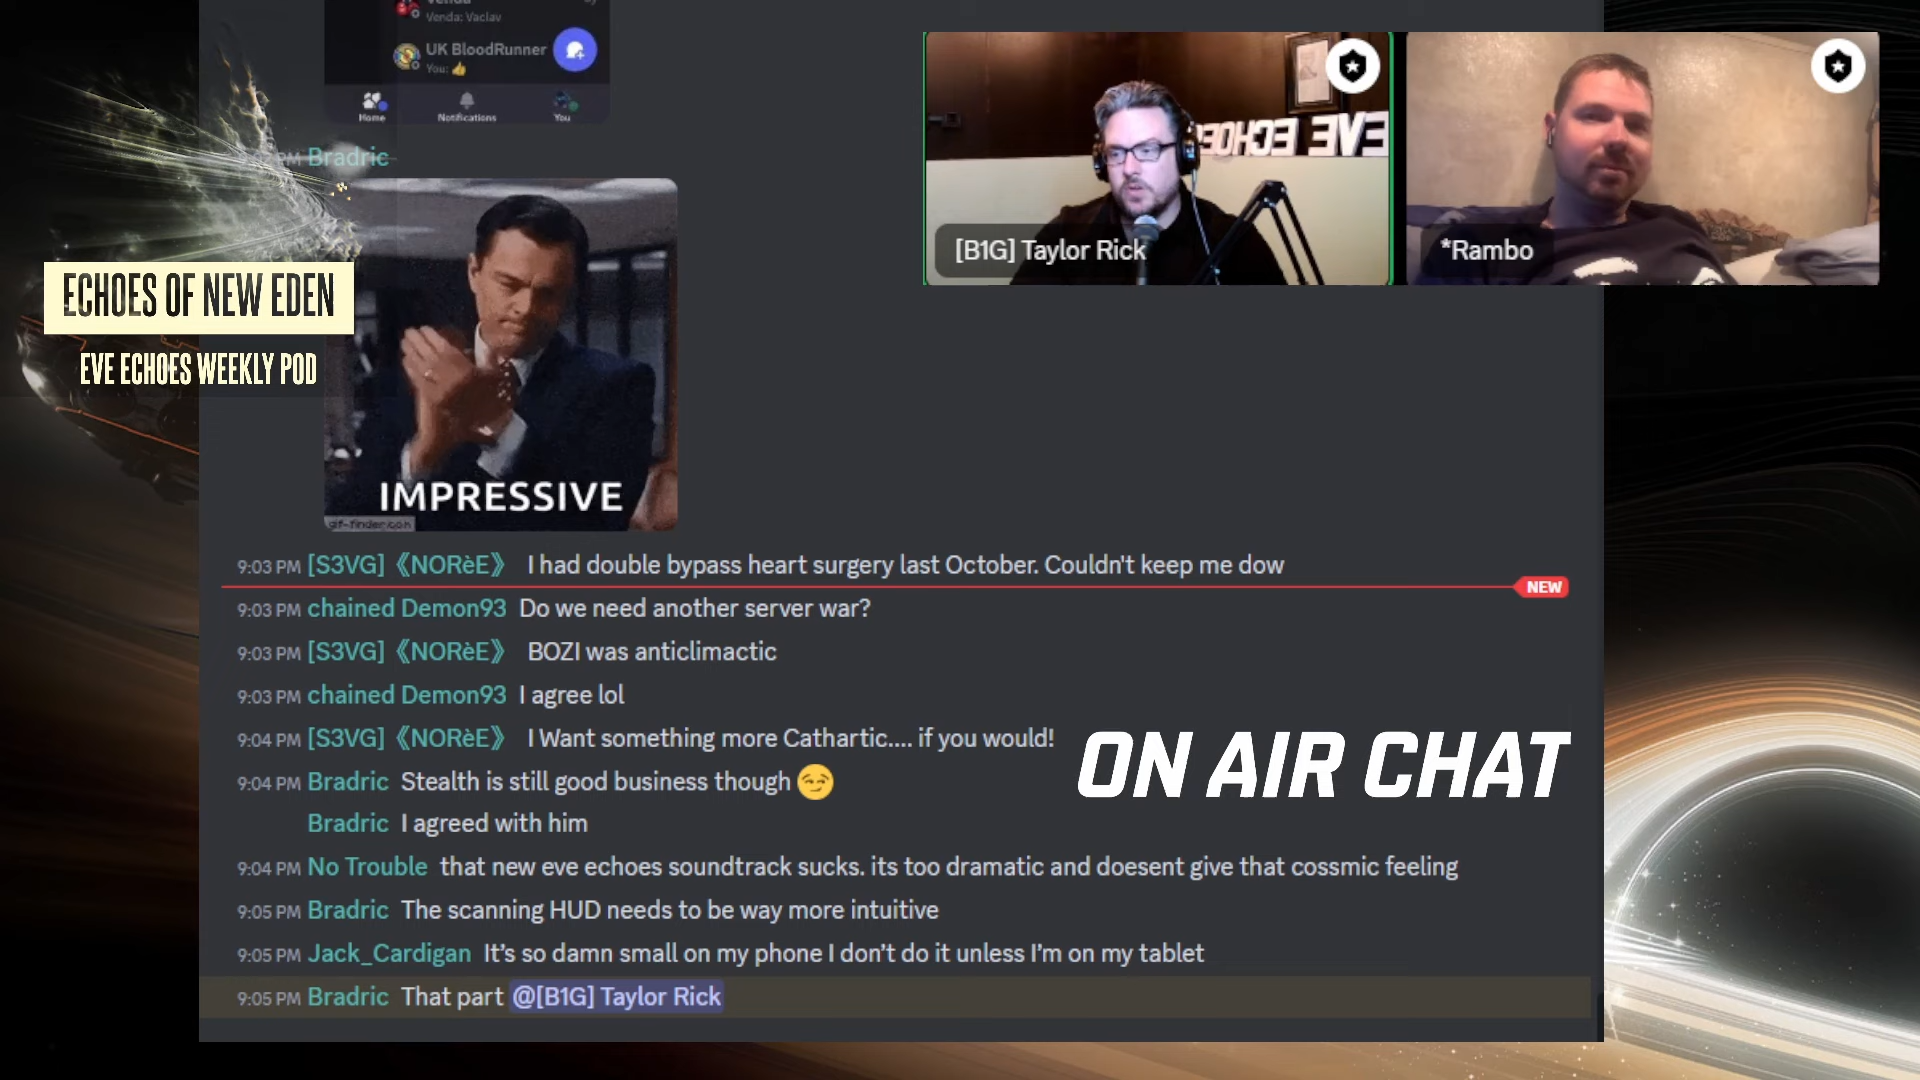 Venda: Vaclav
UK BloodRunner
You: 👍
Home
Notifications
You
PM Bradric
ECHOES OF NEW EDEN
EVE ECHOES WEEKLY POD
EVE ECHOES
[B1G] Taylor Rick
*Rambo
IMPRESSIVE
gif-finder.com
9:03 PM [S3VG]《NORèE》 I had double bypass heart surgery last October. Couldn't keep me dow
NEW
9:03 PM chained Demon93 Do we need another server war?
9:03 PM [S3VG]《NORèE》 BOZI was anticlimactic
9:03 PM chained Demon93 I agree lol
9:04 PM [S3VG]《NORèE》 I Want something more Cathartic.... if you would!
9:04 PM Bradric Stealth is still good business though 😏
Bradric I agreed with him
ON AIR CHAT
9:04 PM No Trouble that new eve echoes soundtrack sucks. its too dramatic and doesent give that cossmic feeling
9:05 PM Bradric The scanning HUD needs to be way more intuitive
9:05 PM Jack_Cardigan It's so damn small on my phone I don't do it unless I'm on my tablet
9:05 PM Bradric That part @[B1G] Taylor Rick